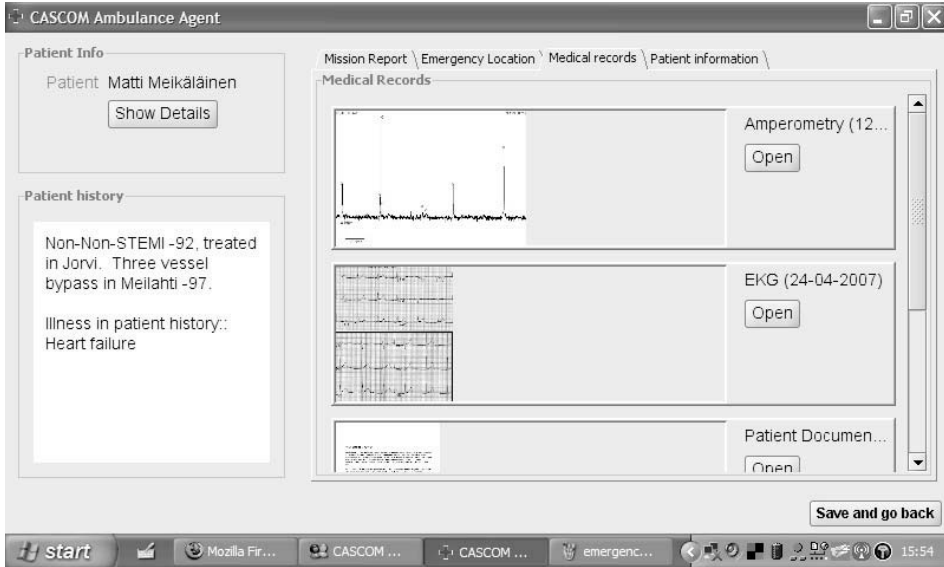 CASCOM Ambulance Agent
Patient Info
Patient Matti Meikäläinen
Show Details
Patient history
Non-Non-STEMI -92, treated
in Jorvi. Three vessel
bypass in Meilahti -97.
Illness in patient history::
Heart failure
Mission Report
Emergency Location
Medical records
Patient information
Medical Records
Amperometry (12...
Open
EKG (24-04-2007)
Open
Patient Documen...
Open
Save and go back
start
Mozilla Fir...
CASCOM ...
CASCOM ...
emergenc...
15:54